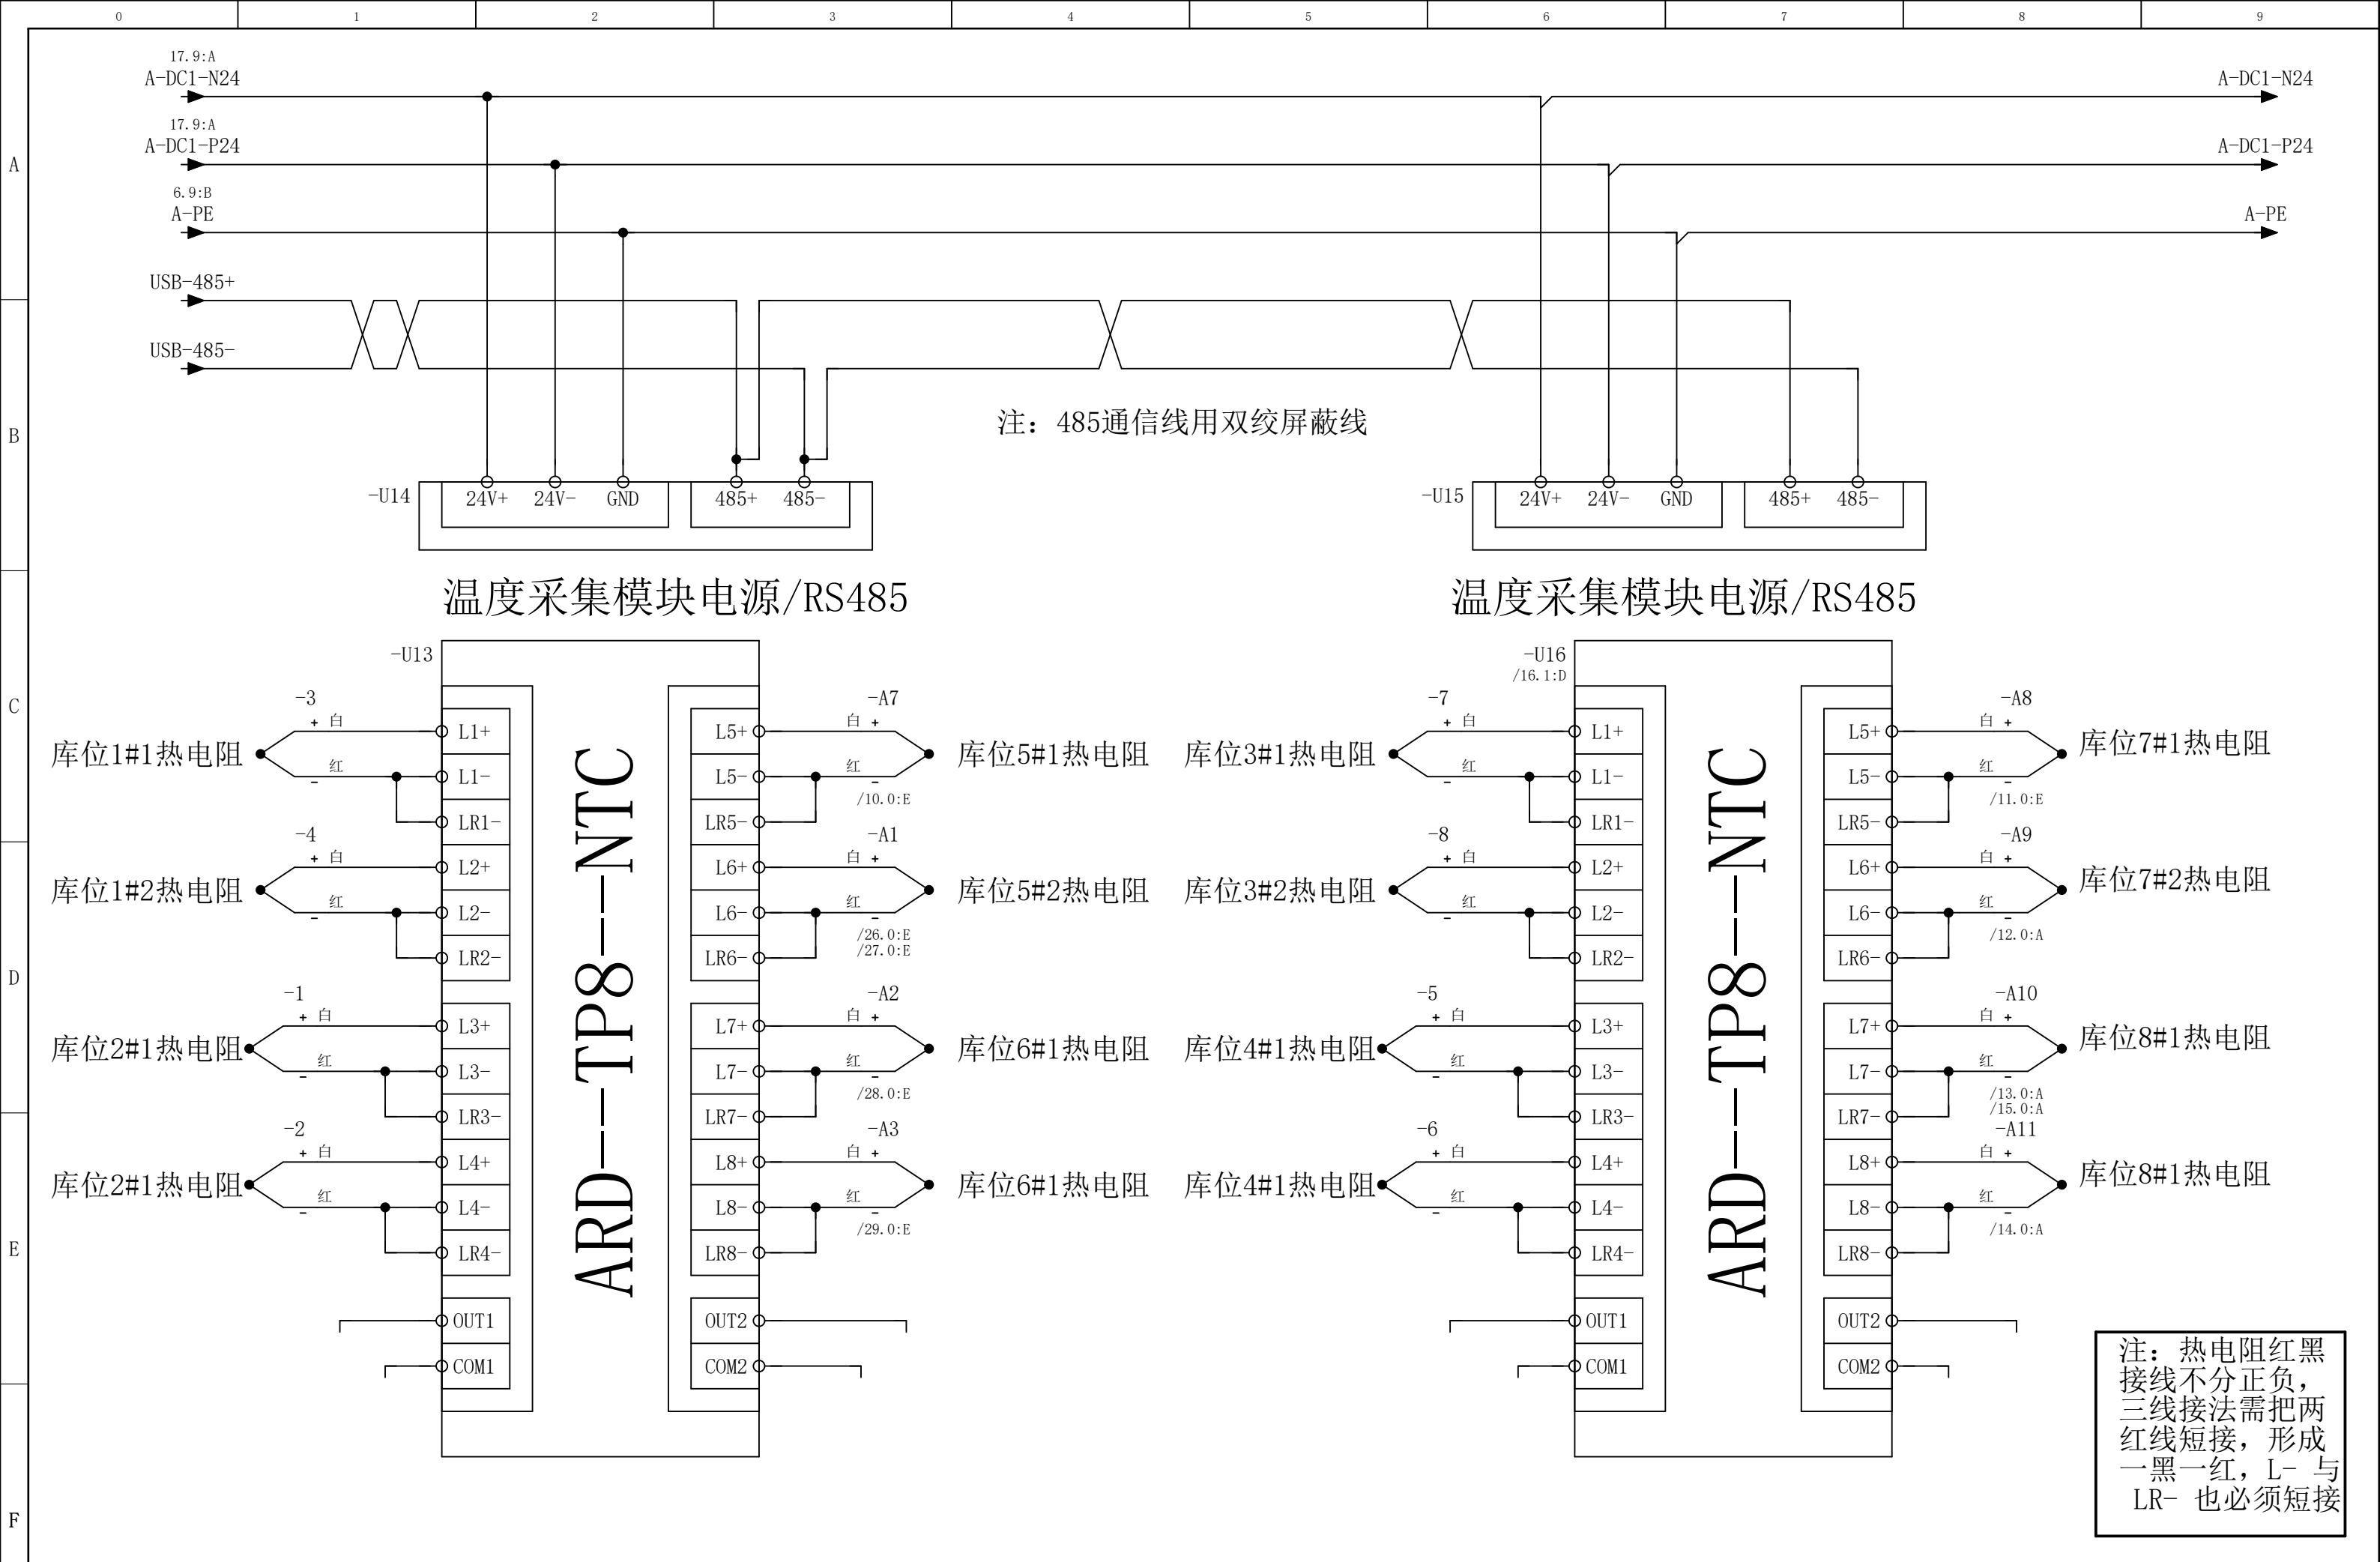 0 1 2 3 4 5 6 7 8 9
17.9:A
A-DC1-N24 A-DC1-N24
17.9:A
A-DC1-P24 A-DC1-P24
A
6.9:B
A-PE A-PE
USB-485+
USB-485-
注：485通信线用双绞屏蔽线
B
-U14 24V+ 24V- GND 485+ 485- -U15 24V+ 24V- GND 485+ 485-
温度采集模块电源/RS485 温度采集模块电源/RS485
-U13 -U16
/16.1:D
C
-3 -A7 -7 -A8
+ 白 L1+ L5+ 白 + + 白 L1+ L5+ 白 +
库位1#1热电阻 库位5#1热电阻 库位3#1热电阻 库位7#1热电阻
- 红 L1- L5- 红 - - 红 L1- L5- 红 -
/10.0:E /11.0:E
LR1- LR5- LR1- LR5-
-4 -A1 -8 -A9
+ 白 L2+ L6+ 白 + + 白 L2+ L6+ 白 +
库位1#2热电阻 库位5#2热电阻 库位3#2热电阻 库位7#2热电阻
- 红 L2- L6- 红 - - 红 L2- L6- 红 -
/26.0:E /12.0:A
/27.0:E
LR2- LR6- LR2- LR6-
D
ARD--TP8--NTC ARD--TP8--NTC
-1 -A2 -5 -A10
+ 白 L3+ L7+ 白 + + 白 L3+ L7+ 白 +
库位2#1热电阻 库位6#1热电阻 库位4#1热电阻 库位8#1热电阻
- 红 L3- L7- 红 - - 红 L3- L7- 红 -
/28.0:E /13.0:A
/15.0:A
LR3- LR7- LR3- LR7-
-2 -A3 -6 -A11
+ 白 L4+ L8+ 白 + + 白 L4+ L8+ 白 +
库位2#1热电阻 库位6#1热电阻 库位4#1热电阻 库位8#1热电阻
- 红 L4- L8- 红 - - 红 L4- L8- 红 -
/29.0:E /14.0:A
E
LR4- LR8- LR4- LR8-
OUT1 OUT2 OUT1 OUT2
COM1 COM2 COM1 COM2
注：热电阻红黑
接线不分正负，
三线接法需把两
红线短接，形成
一黑一红，L- 与
LR- 也必须短接
F